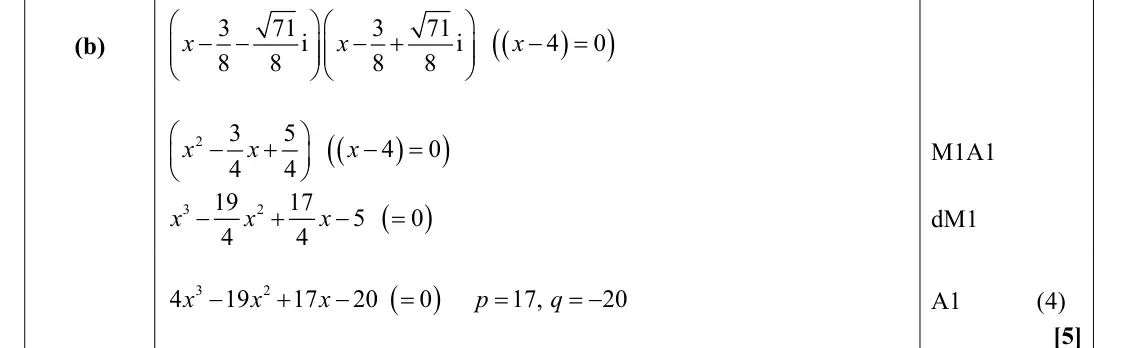 (b) (x − 3/8 − √71/8 i)(x − 3/8 + √71/8 i) ((x − 4) = 0)
(x² − 3/4 x + 5/4) ((x − 4) = 0) M1A1
x³ − 19/4 x² + 17/4 x − 5 (= 0) dM1
4x³ − 19x² + 17x − 20 (= 0) p = 17, q = −20 A1 (4)
[5]